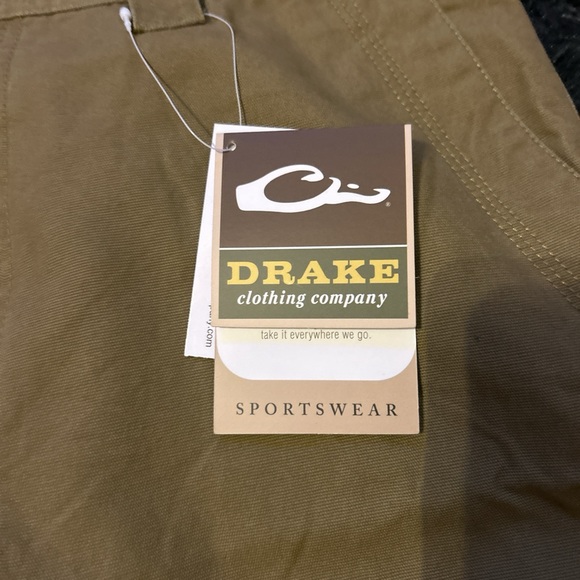 DRAKE
clothing company
take it everywhere we go.
SPORTSWEAR